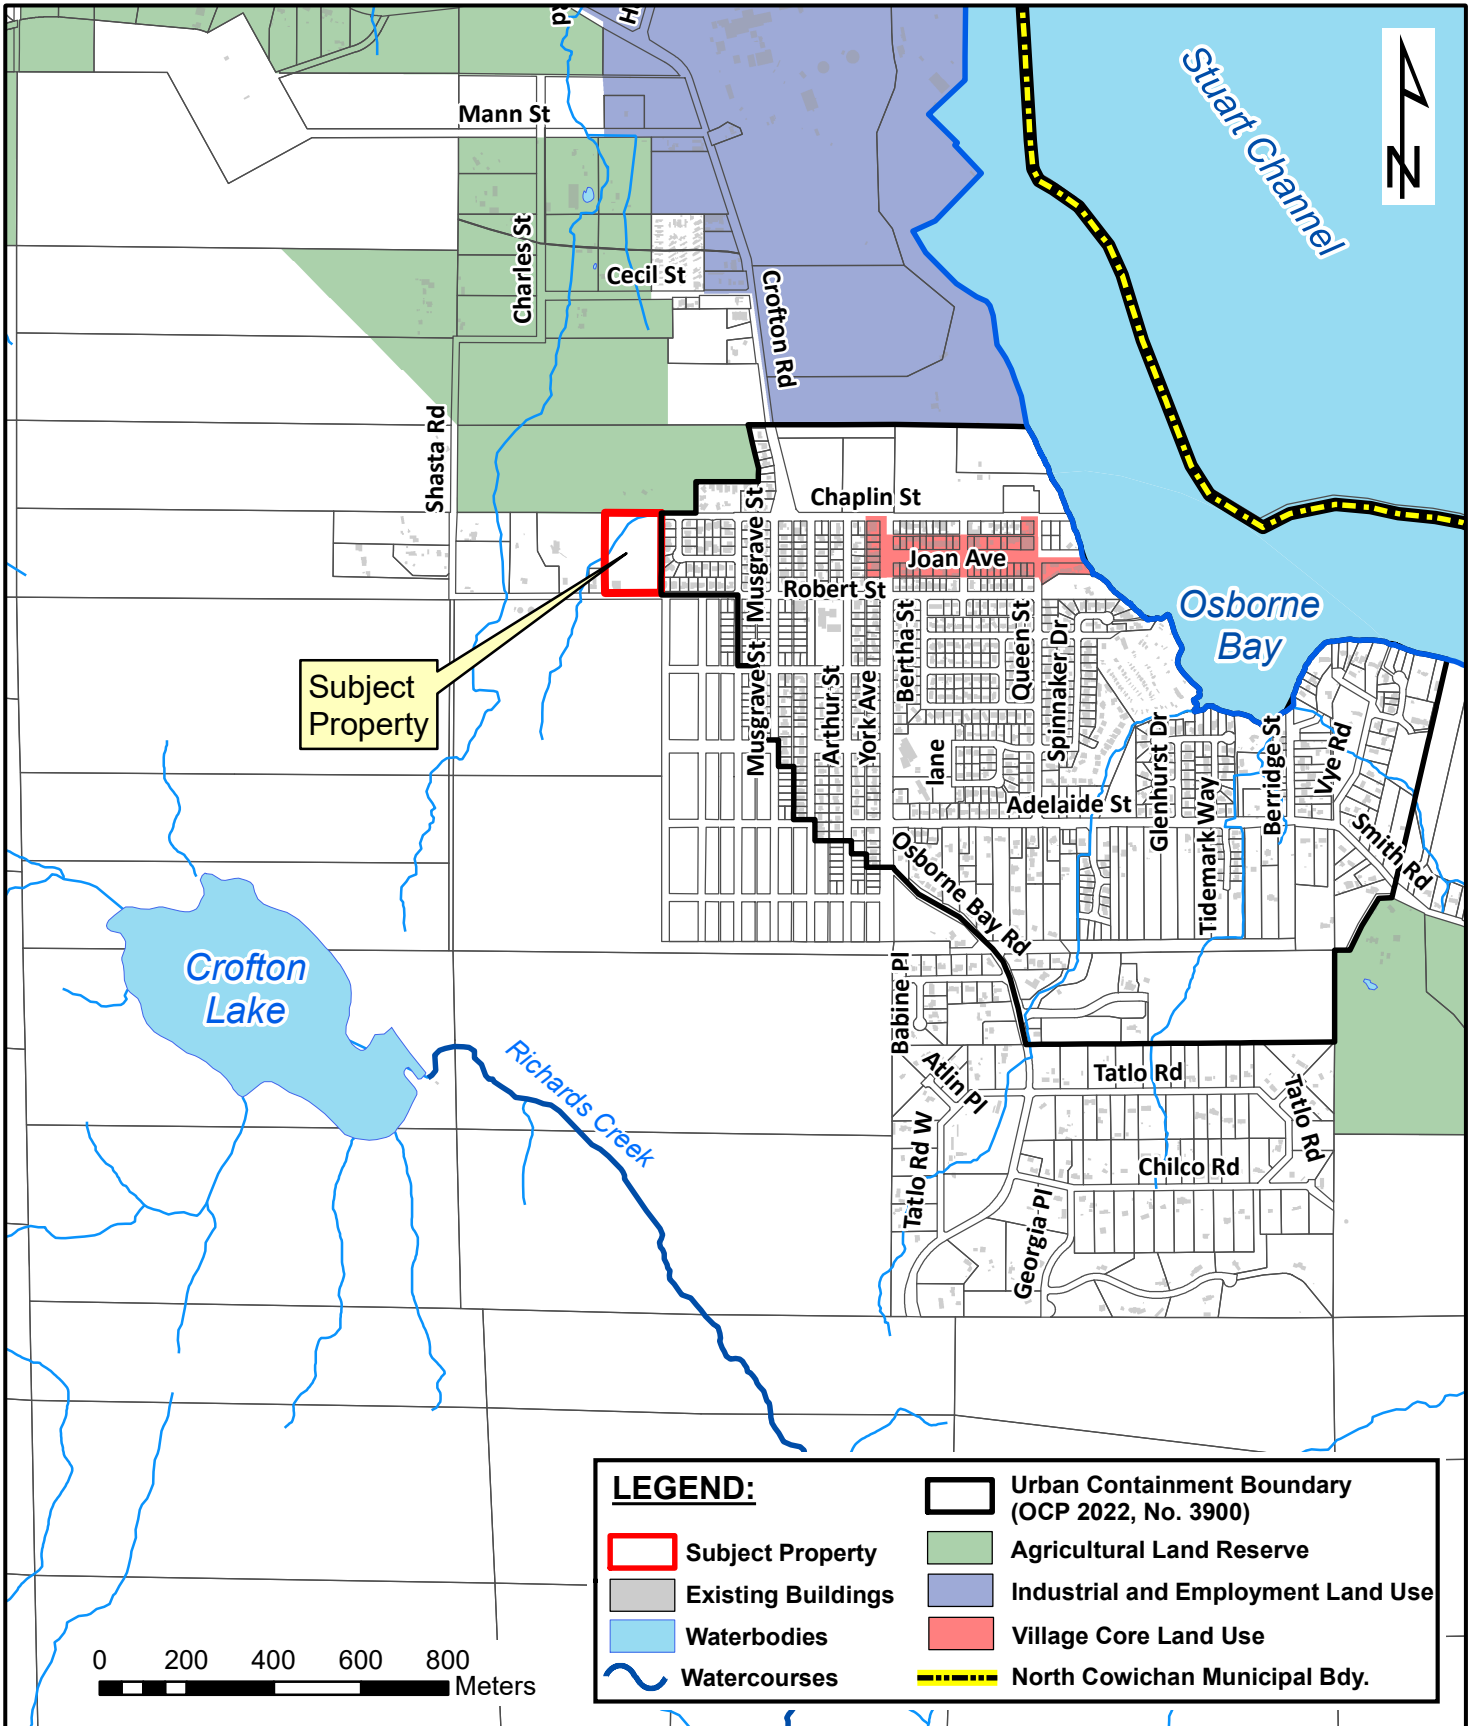 Mann St
Stuart Channel
N
Charles St
Cecil St
Crofton Rd
Shasta Rd
Chaplin St
Musgrave St
Joan Ave
Robert St
Osborne
Bay
Bertha St
Queen St
Spinnaker Dr
Subject
Property
Musgrave St
Arthur St
York Ave
lane
Glenhurst Dr
Berridge St
Vye Rd
Adelaide St
Tidemark Way
Smith Rd
Osborne Bay Rd
Crofton
Lake
Babine Pl
Richards Creek
Atlin Pl
Tatlo Rd
Tatlo Rd
Tatlo Rd W
Chilco Rd
Georgia Pl
LEGEND:
Subject Property
Existing Buildings
Waterbodies
Watercourses
Urban Containment Boundary
(OCP 2022, No. 3900)
Agricultural Land Reserve
Industrial and Employment Land Use
Village Core Land Use
North Cowichan Municipal Bdy.
0 200 400 600 800
Meters